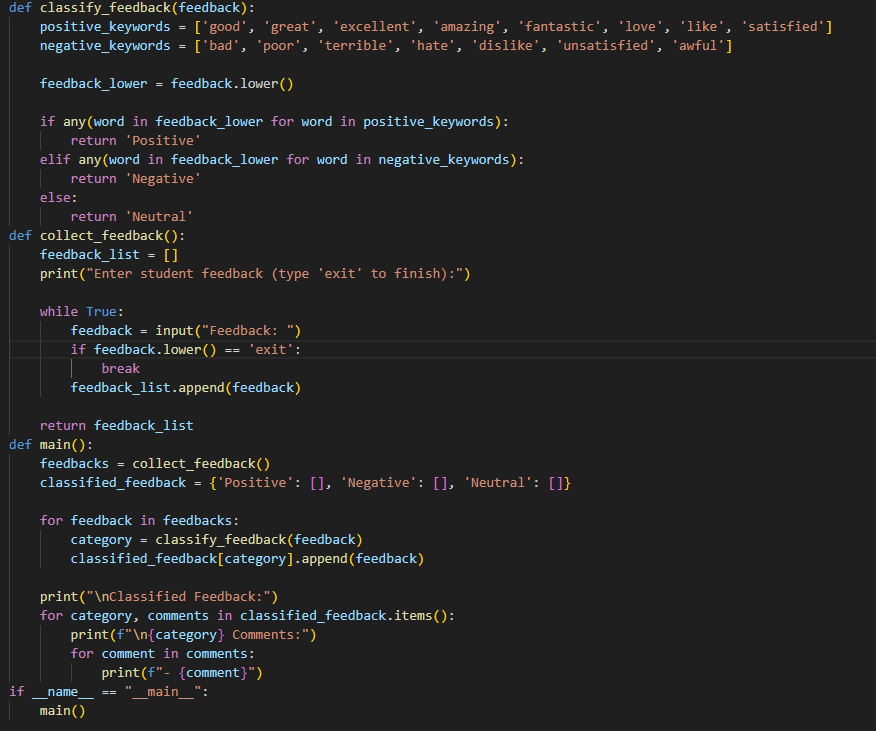 def classify_feedback(feedback):
    positive_keywords = ['good', 'great', 'excellent', 'amazing', 'fantastic', 'love', 'like', 'satisfied']
    negative_keywords = ['bad', 'poor', 'terrible', 'hate', 'dislike', 'unsatisfied', 'awful']

    feedback_lower = feedback.lower()

    if any(word in feedback_lower for word in positive_keywords):
        return 'Positive'
    elif any(word in feedback_lower for word in negative_keywords):
        return 'Negative'
    else:
        return 'Neutral'
def collect_feedback():
    feedback_list = []
    print("Enter student feedback (type 'exit' to finish):")

    while True:
        feedback = input("Feedback: ")
        if feedback.lower() == 'exit':
            break
        feedback_list.append(feedback)

    return feedback_list
def main():
    feedbacks = collect_feedback()
    classified_feedback = {'Positive': [], 'Negative': [], 'Neutral': []}

    for feedback in feedbacks:
        category = classify_feedback(feedback)
        classified_feedback[category].append(feedback)

    print("\nClassified Feedback:")
    for category, comments in classified_feedback.items():
        print(f"\n{category} Comments:")
        for comment in comments:
            print(f"- {comment}")
if __name__ == "__main__":
    main()